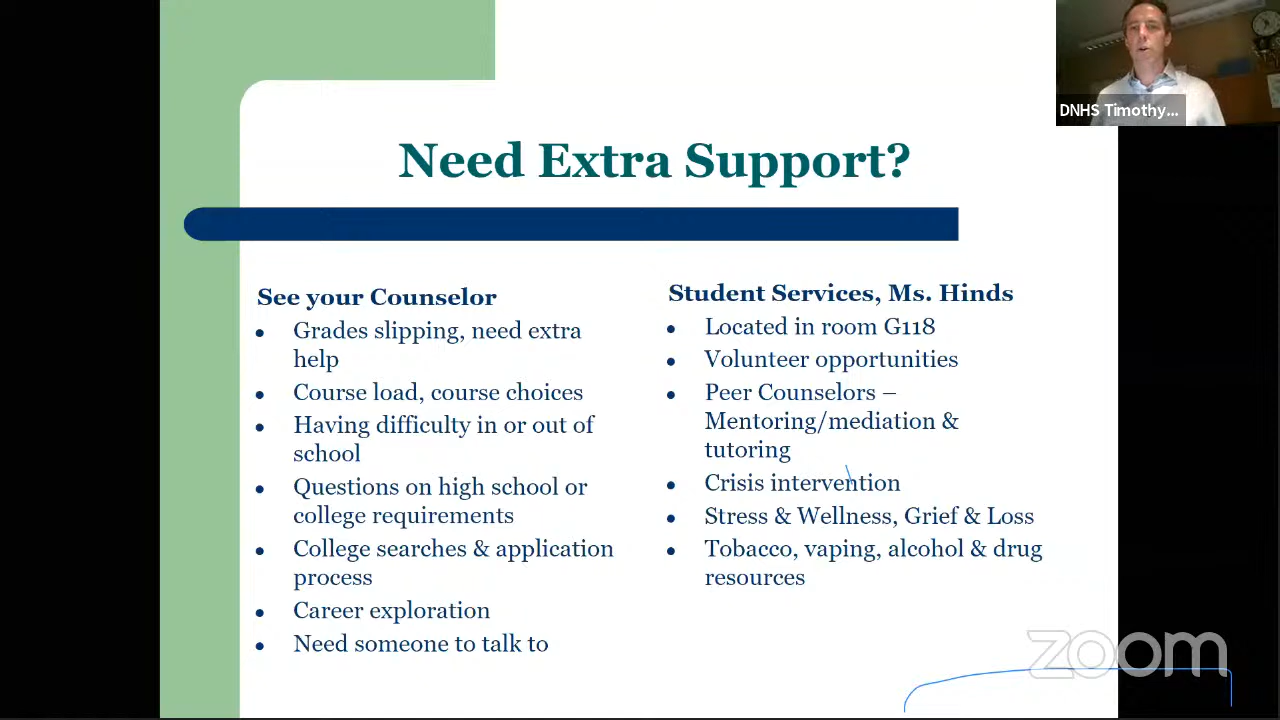 DNHS Timothy...
Need Extra Support?
See your Counselor
• Grades slipping, need extra
help
• Course load, course choices
• Having difficulty in or out of
school
• Questions on high school or
college requirements
• College searches & application
process
• Career exploration
• Need someone to talk to
Student Services, Ms. Hinds
• Located in room G118
• Volunteer opportunities
• Peer Counselors –
Mentoring/mediation &
tutoring
• Crisis intervention
• Stress & Wellness, Grief & Loss
• Tobacco, vaping, alcohol & drug
resources
zoom